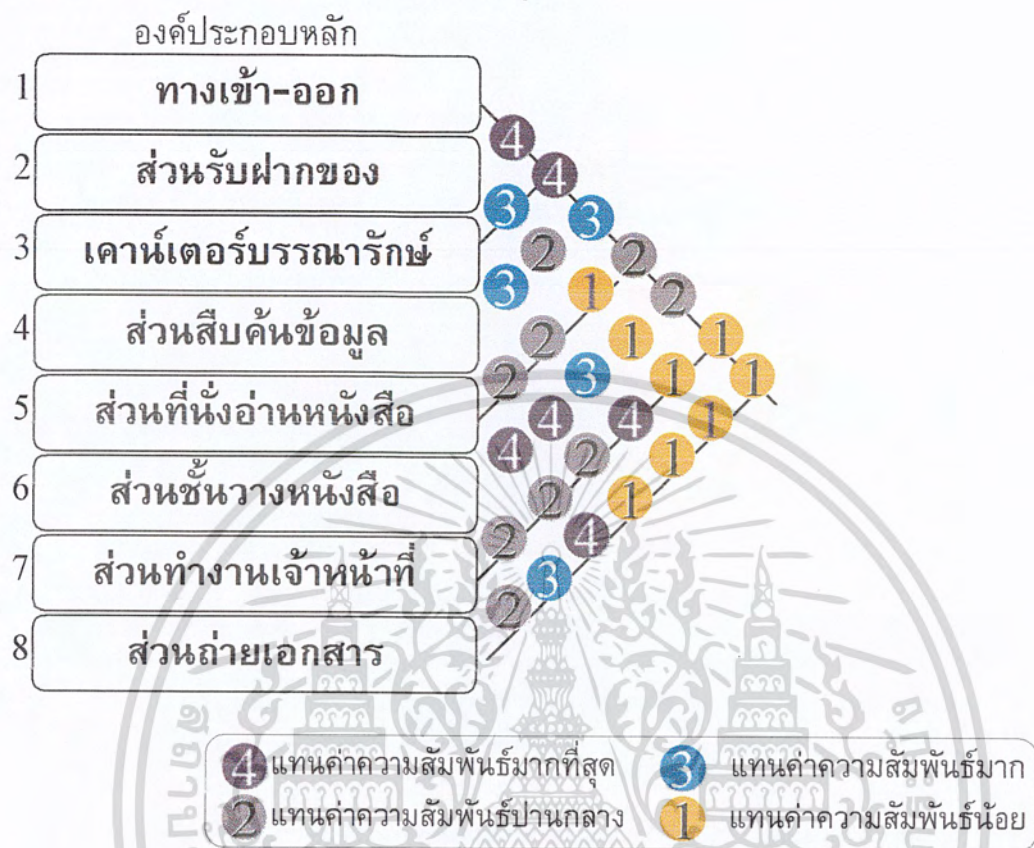 องค์ประกอบหลัก
1 ทางเข้า-ออก
4
2 ส่วนรับฝากของ 4
3 3
3 เคาน์เตอร์บรรณารักษ์ 2 2
3 1 2
4 ส่วนสืบค้นข้อมูล 2 1 1
2 3 1 1
5 ส่วนที่นั่งอ่านหนังสือ 4 4 1
4 2 1
6 ส่วนชั้นวางหนังสือ 2 1
2 4
7 ส่วนทำงานเจ้าหน้าที่ 3
2
8 ส่วนถ่ายเอกสาร
4 แทนค่าความสัมพันธ์มากที่สุด 3 แทนค่าความสัมพันธ์มาก
2 แทนค่าความสัมพันธ์ปานกลาง 1 แทนค่าความสัมพันธ์น้อย